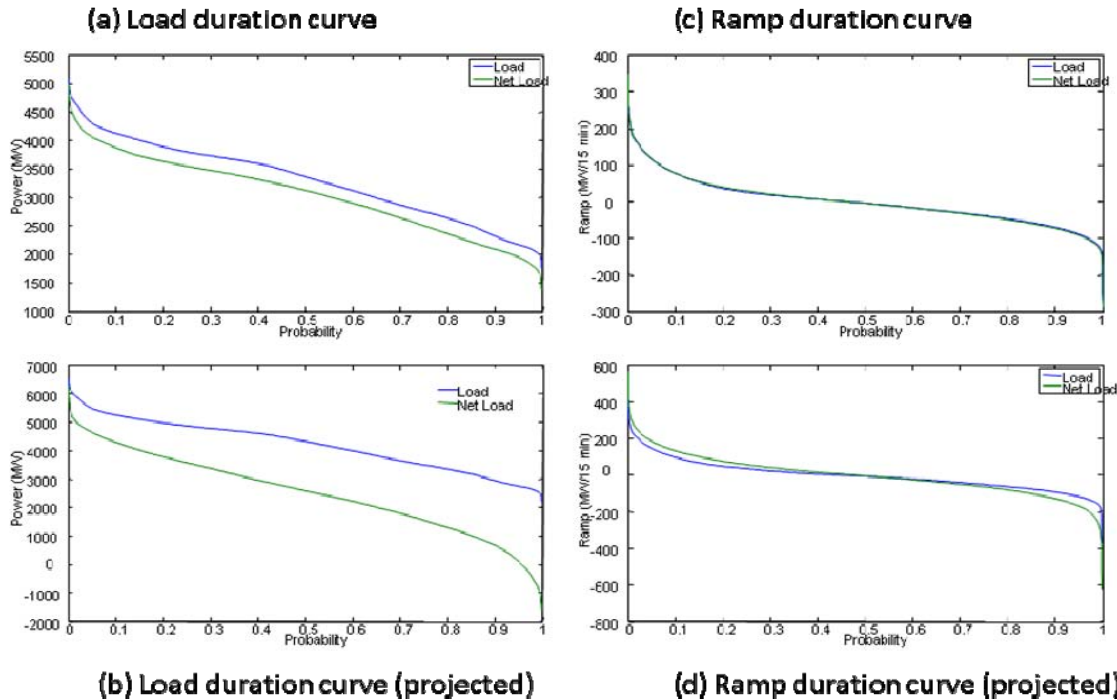 (a) Load duration curve
5500
5000
4500
4000
3500
3000
2500
2000
1500
1000
Power (MW)
Load
Net Load
0 0.1 0.2 0.3 0.4 0.5 0.6 0.7 0.8 0.9 1
Probability
(c) Ramp duration curve
400
300
200
100
0
-100
-200
-300
Ramp (MW/15 min)
Load
Net Load
0 0.1 0.2 0.3 0.4 0.5 0.6 0.7 0.8 0.9 1
Probability
7000
6000
5000
4000
3000
2000
1000
0
-1000
-2000
Power (MW)
Load
Net Load
0 0.1 0.2 0.3 0.4 0.5 0.6 0.7 0.8 0.9 1
Probability
(b) Load duration curve (projected)
600
400
200
0
-200
-400
-600
-800
Ramp (MW/15 min)
Load
Net Load
0 0.1 0.2 0.3 0.4 0.5 0.6 0.7 0.8 0.9 1
Probability
(d) Ramp duration curve (projected)